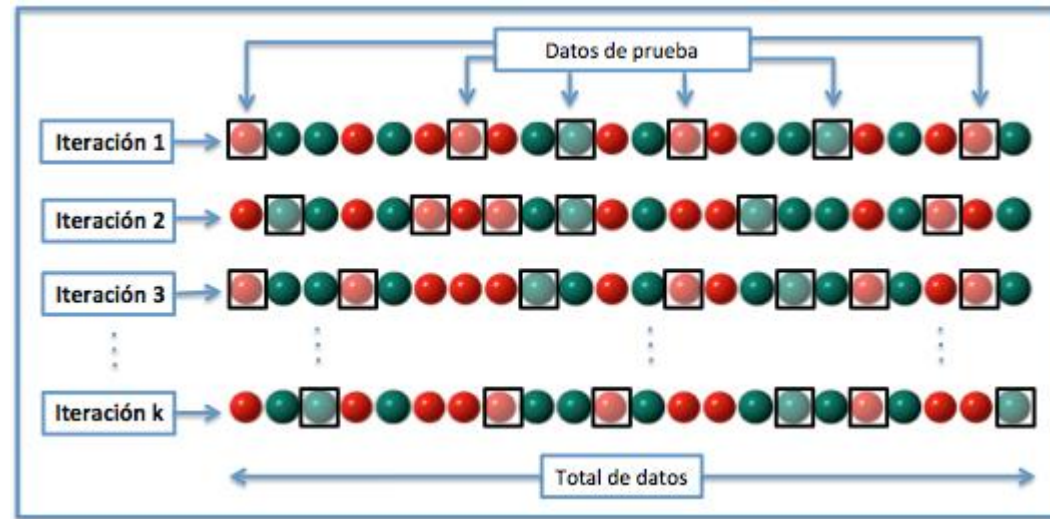 Datos de prueba
Iteración 1
Iteración 2
Iteración 3
Iteración k
Total de datos